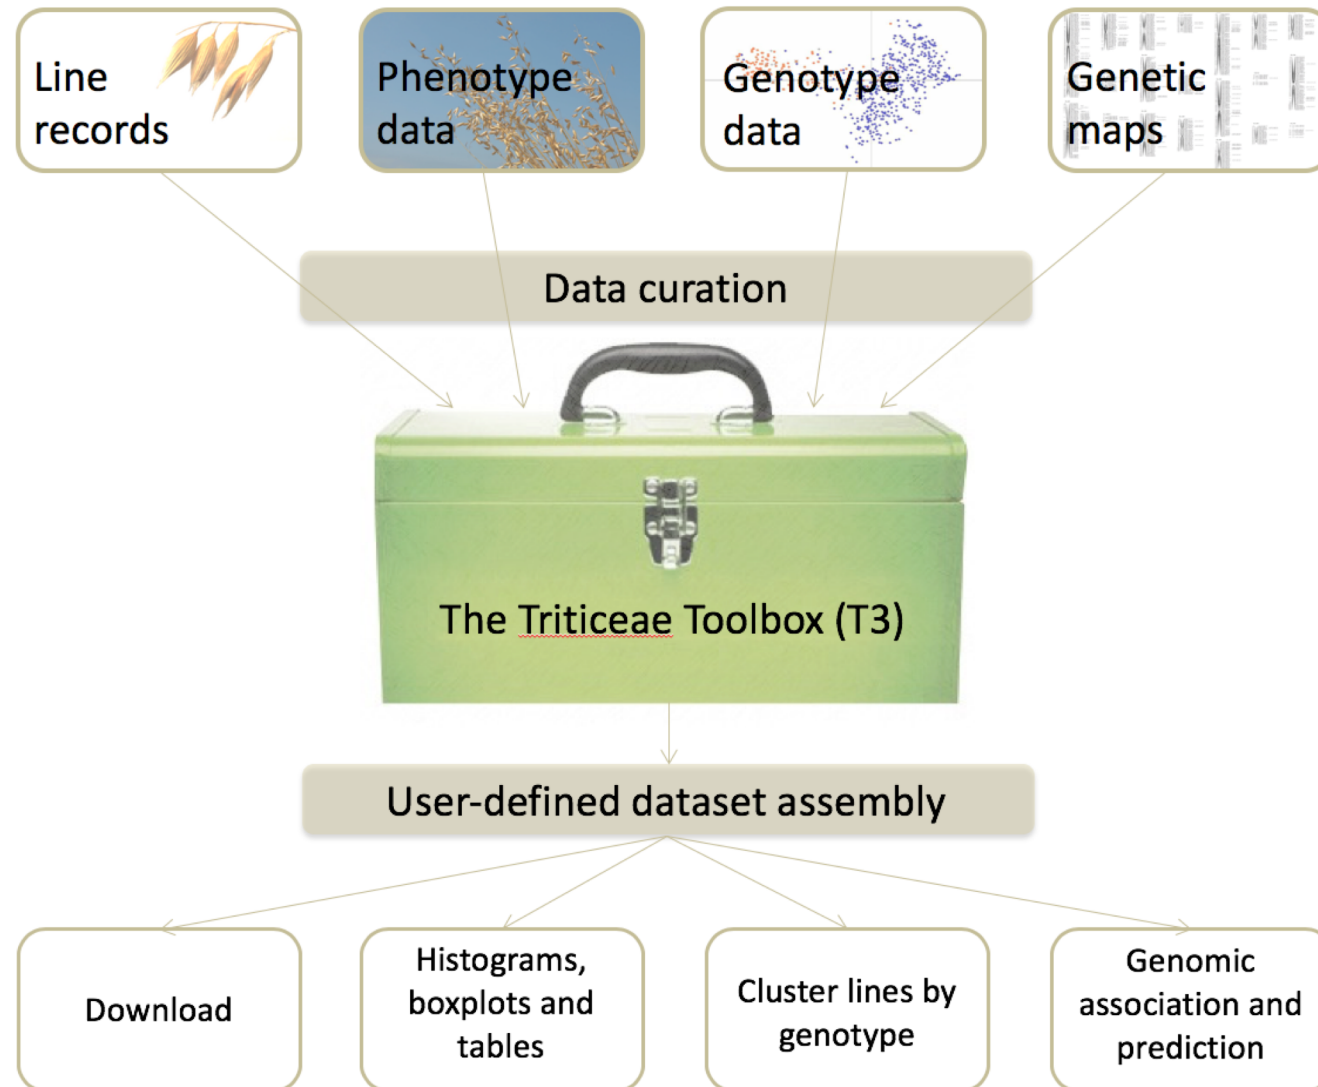 Line
records
Phenotype
data
Genotype
data
Genetic
maps
Data curation
The Triticeae Toolbox (T3)
User-defined dataset assembly
Download
Histograms,
boxplots and
tables
Cluster lines by
genotype
Genomic
association and
prediction